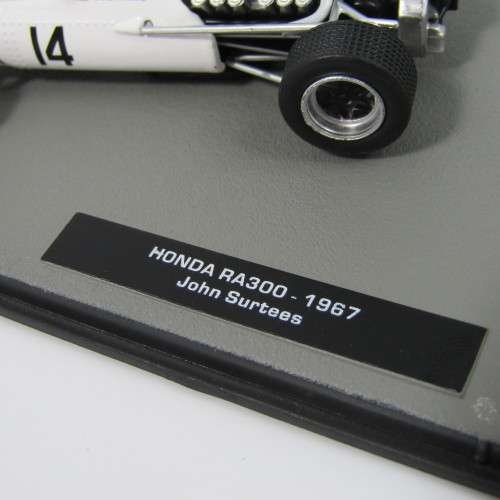 14
HONDA RA300 - 1967
John Surtees